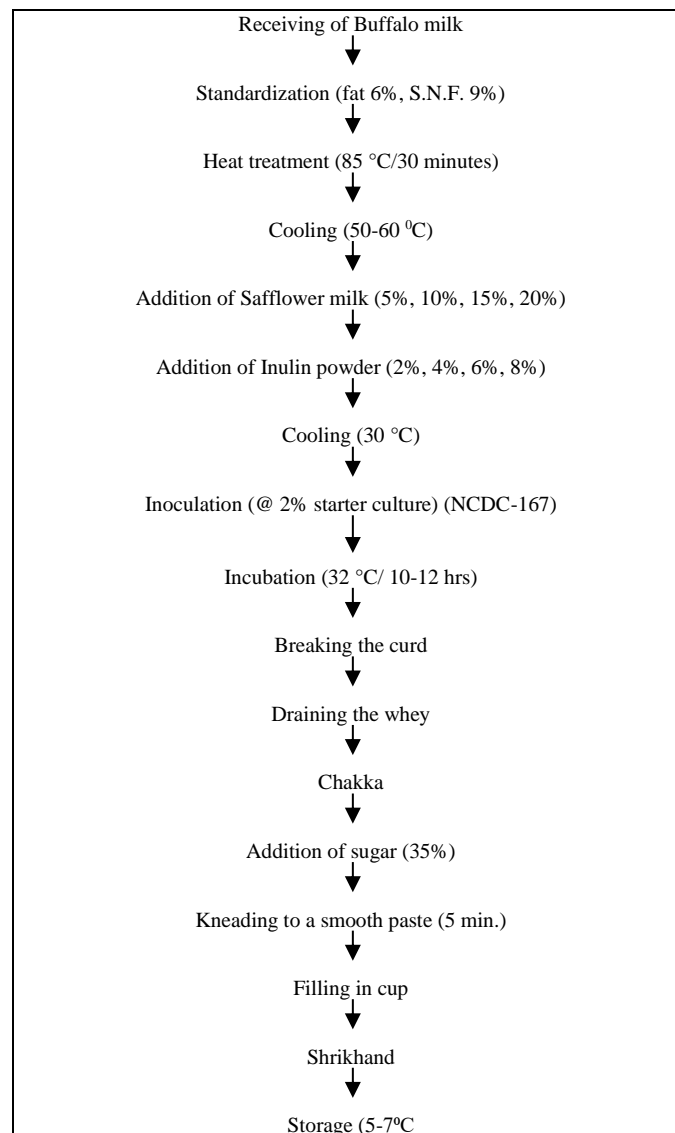 Receiving of Buffalo milk
Standardization (fat 6%, S.N.F. 9%)
Heat treatment (85 °C/30 minutes)
Cooling (50-60 ⁰C)
Addition of Safflower milk (5%, 10%, 15%, 20%)
Addition of Inulin powder (2%, 4%, 6%, 8%)
Cooling (30 °C)
Inoculation (@ 2% starter culture) (NCDC-167)
Incubation (32 °C/ 10-12 hrs)
Breaking the curd
Draining the whey
Chakka
Addition of sugar (35%)
Kneading to a smooth paste (5 min.)
Filling in cup
Shrikhand
Storage (5-7ºC